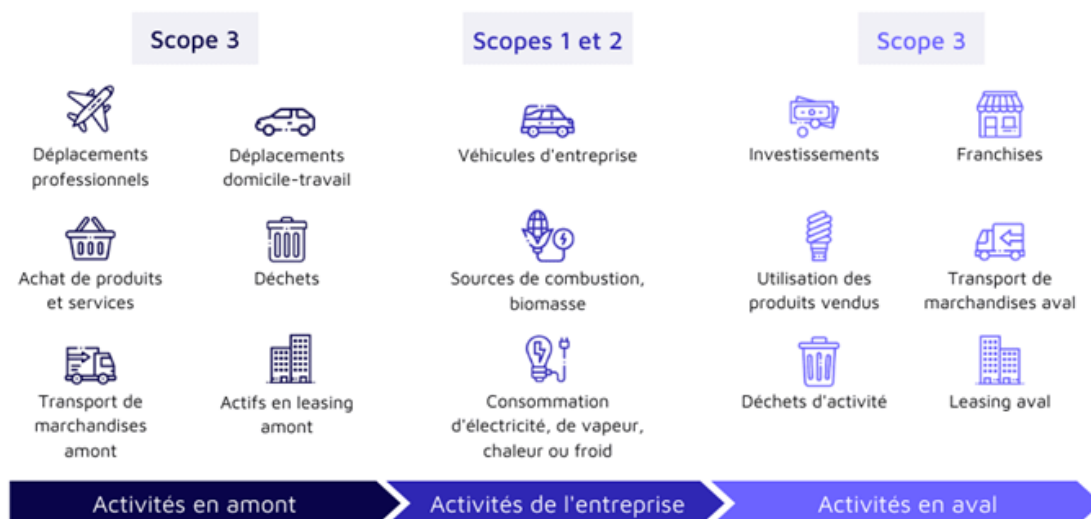 Scope 3
Scopes 1 et 2
Scope 3
Déplacements
professionnels
Déplacements
domicile-travail
Véhicules d'entreprise
Investissements
Franchises
Achat de produits
et services
Déchets
Sources de combustion,
biomasse
Utilisation des
produits vendus
Transport de
marchandises aval
Transport de
marchandises
amont
Actifs en leasing
amont
Consommation
d'électricité, de vapeur,
chaleur ou froid
Déchets d'activité
Leasing aval
Activités en amont
Activités de l'entreprise
Activités en aval